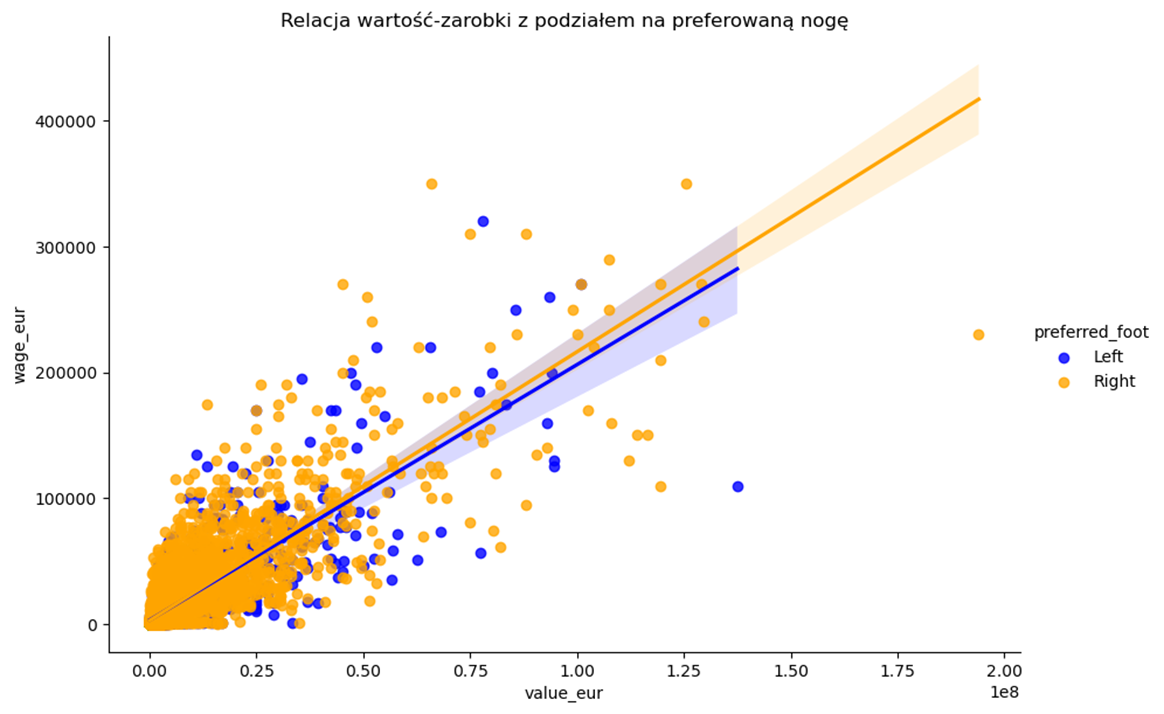 Relacja wartość-zarobki z podziałem na preferowaną nogę
400000
300000
200000
100000
0
wage_eur
preferred_foot
Left
Right
0.00 0.25 0.50 0.75 1.00 1.25 1.50 1.75 2.00
1e8
value_eur